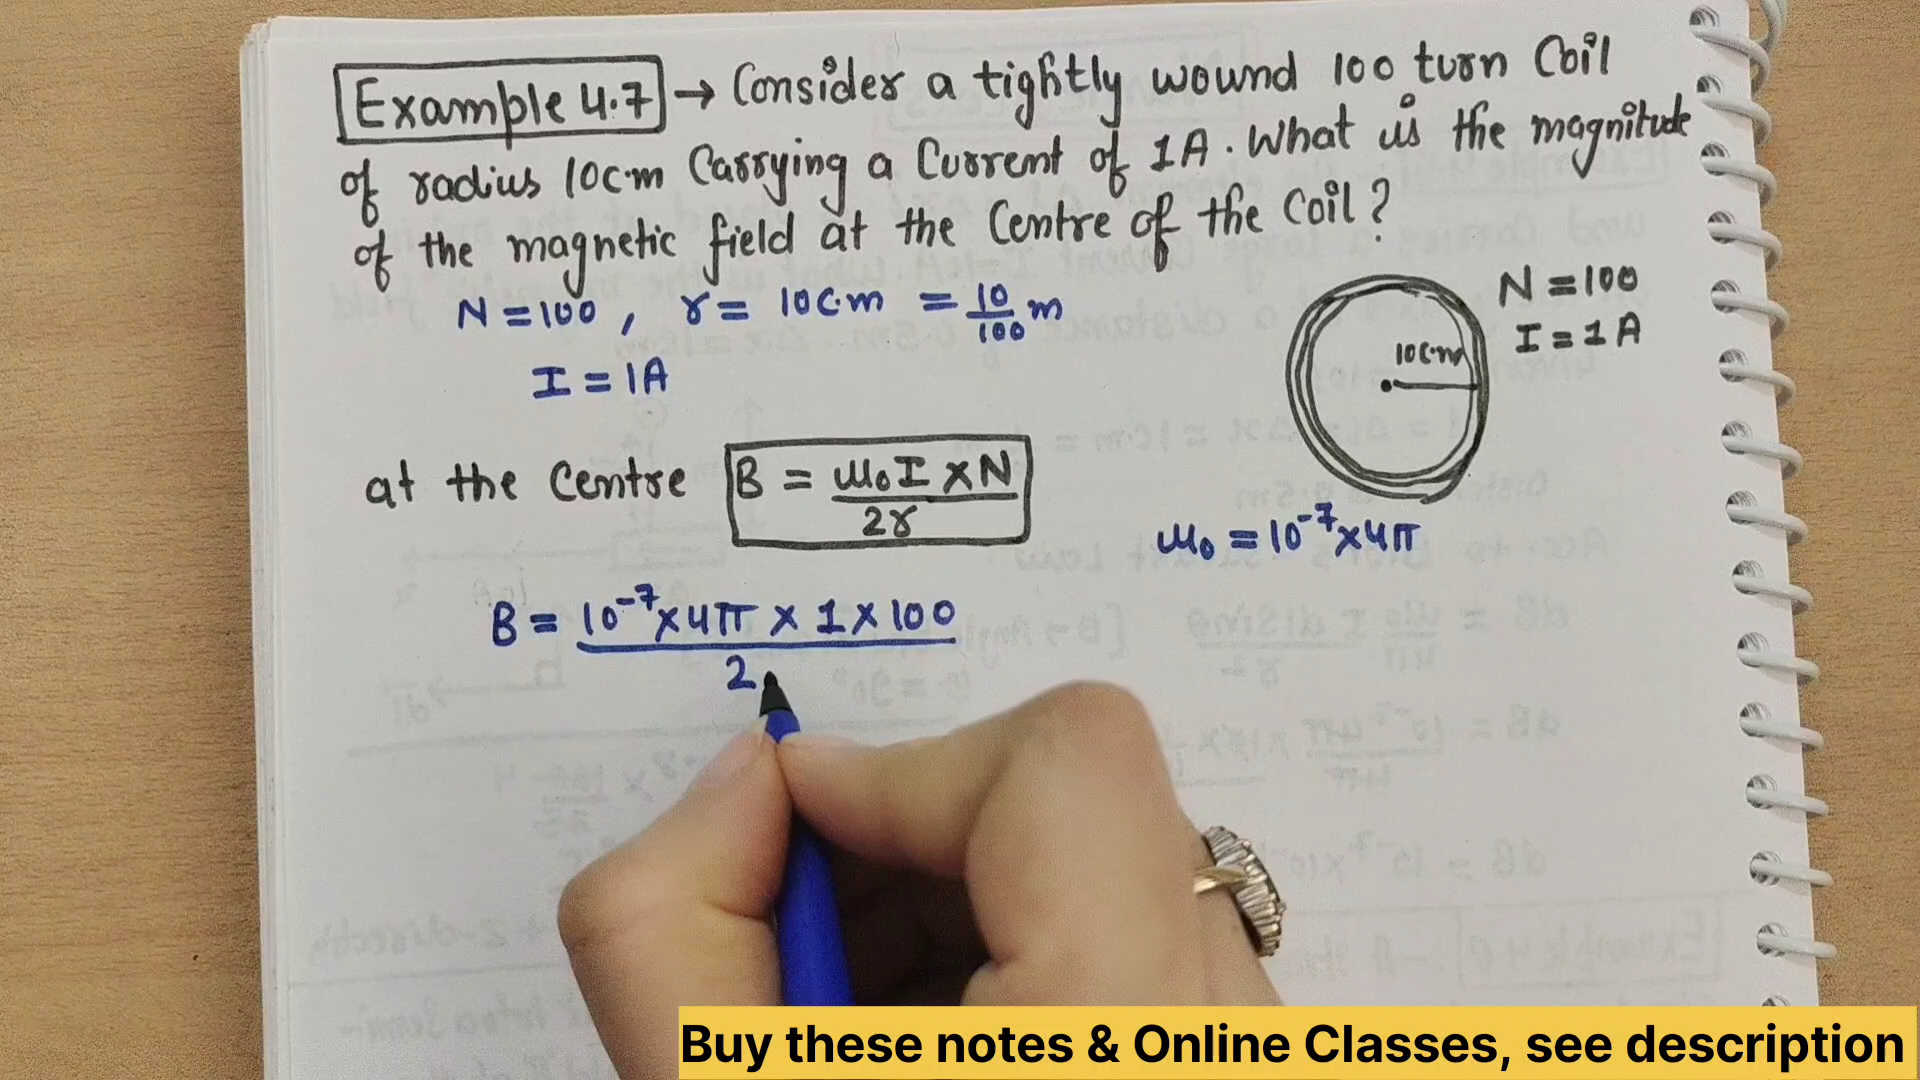 Example 4.7 → Consider a tightly wound 100 turn Coil
of radius 10c.m Carrying a Current of 1A. What is the magnitude
of the magnetic field at the Centre of the Coil?
N = 100, r = 10c.m = 10/100 m
I = 1A
N = 100
I = 1A
10c.m
at the Centre B = μ₀I × N / 2r
μ₀ = 10⁻⁷ × 4π
B = 10⁻⁷ × 4π × 1 × 100 / 2
Buy these notes & Online Classes, see description